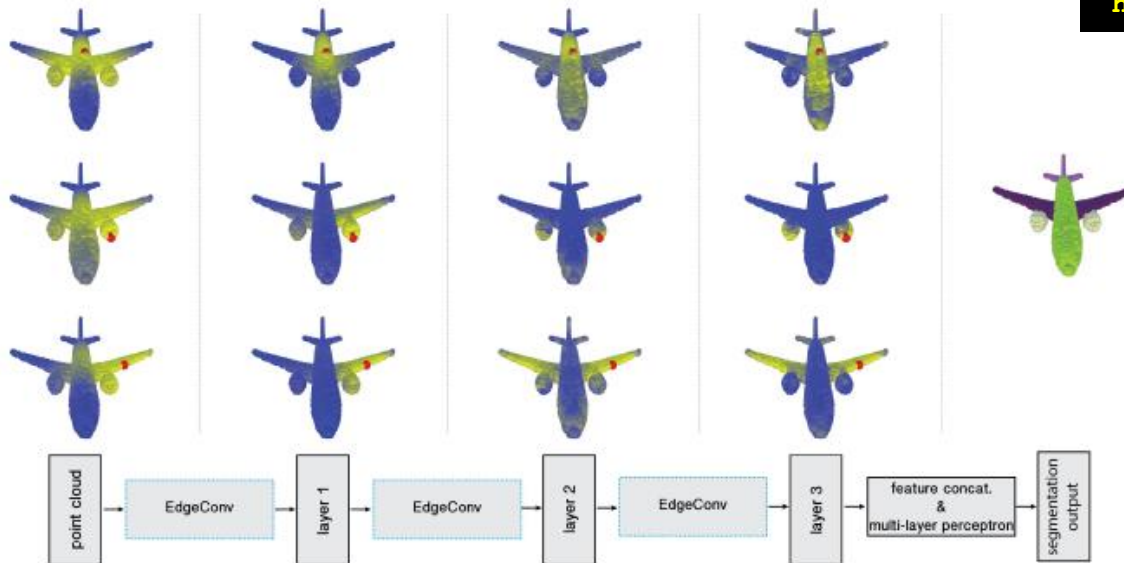 point cloud
EdgeConv
layer 1
EdgeConv
layer 2
EdgeConv
layer 3
feature concat.
&
multi-layer perceptron
segmentation
output